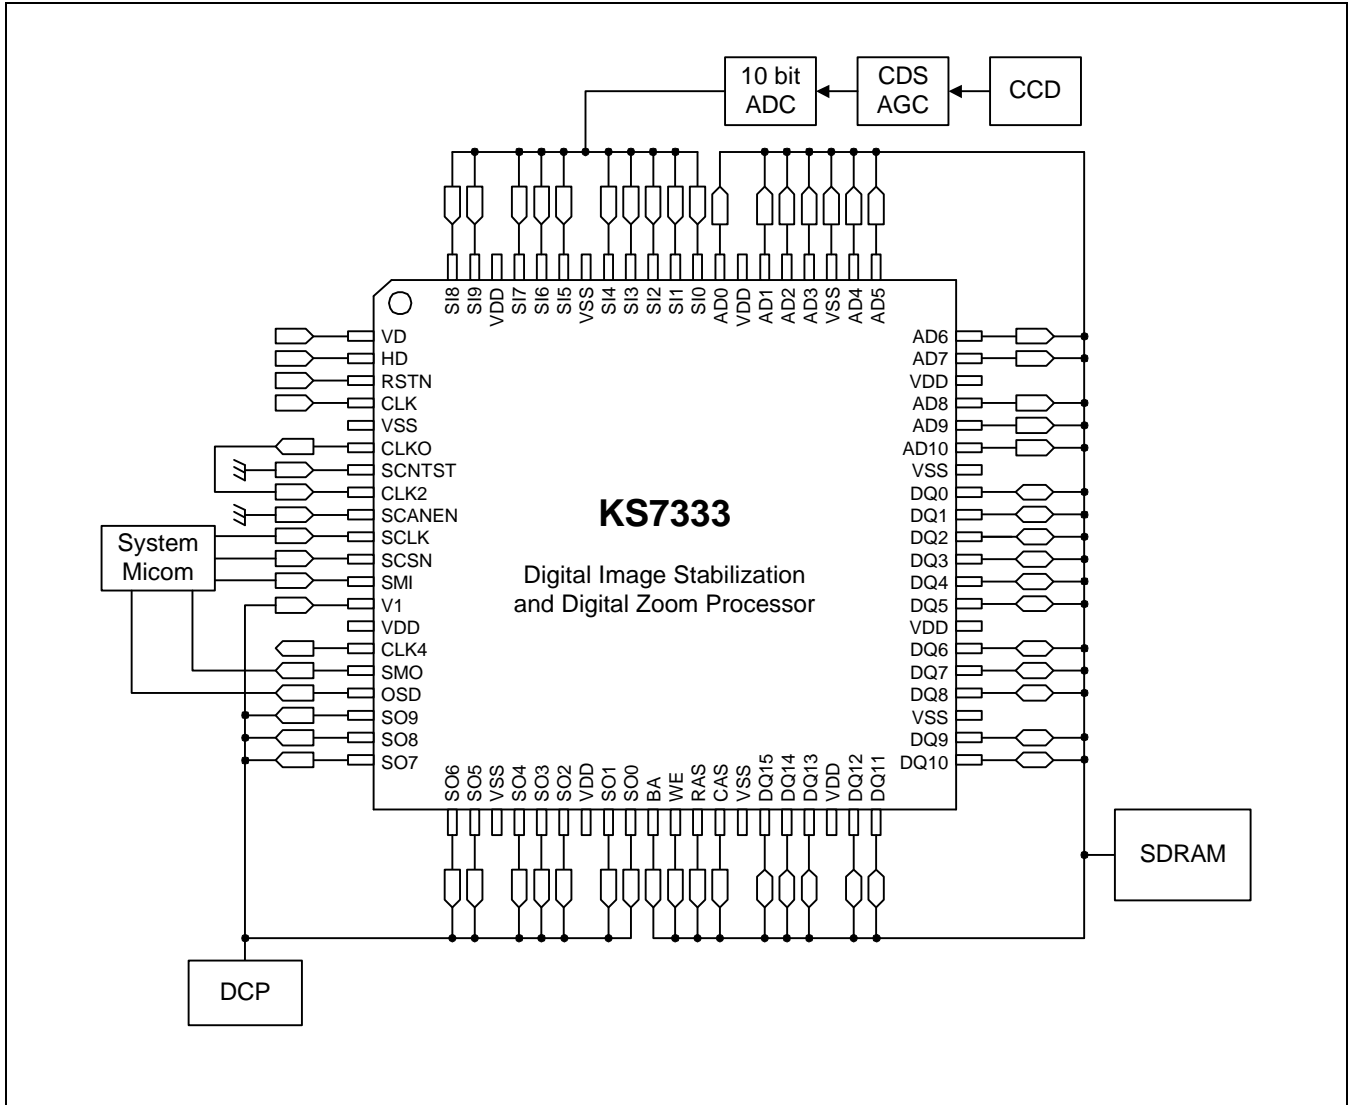 10 bit
ADC
CDS
AGC
CCD
SI8
SI9
VDD
SI7
SI6
SI5
VSS
SI4
SI3
SI2
SI1
SI0
AD0
VDD
AD1
AD2
AD3
VSS
AD4
AD5
VD
HD
RSTN
CLK
VSS
CLKO
SCNTST
CLK2
SCANEN
SCLK
SCSN
SMI
V1
VDD
CLK4
SMO
OSD
SO9
SO8
SO7
System
Micom
KS7333
Digital Image Stabilization
and Digital Zoom Processor
AD6
AD7
VDD
AD8
AD9
AD10
VSS
DQ0
DQ1
DQ2
DQ3
DQ4
DQ5
VDD
DQ6
DQ7
DQ8
VSS
DQ9
DQ10
SO6
SO5
VSS
SO4
SO3
SO2
VDD
SO1
SO0
BA
WE
RAS
CAS
VSS
DQ15
DQ14
DQ13
VDD
DQ12
DQ11
SDRAM
DCP